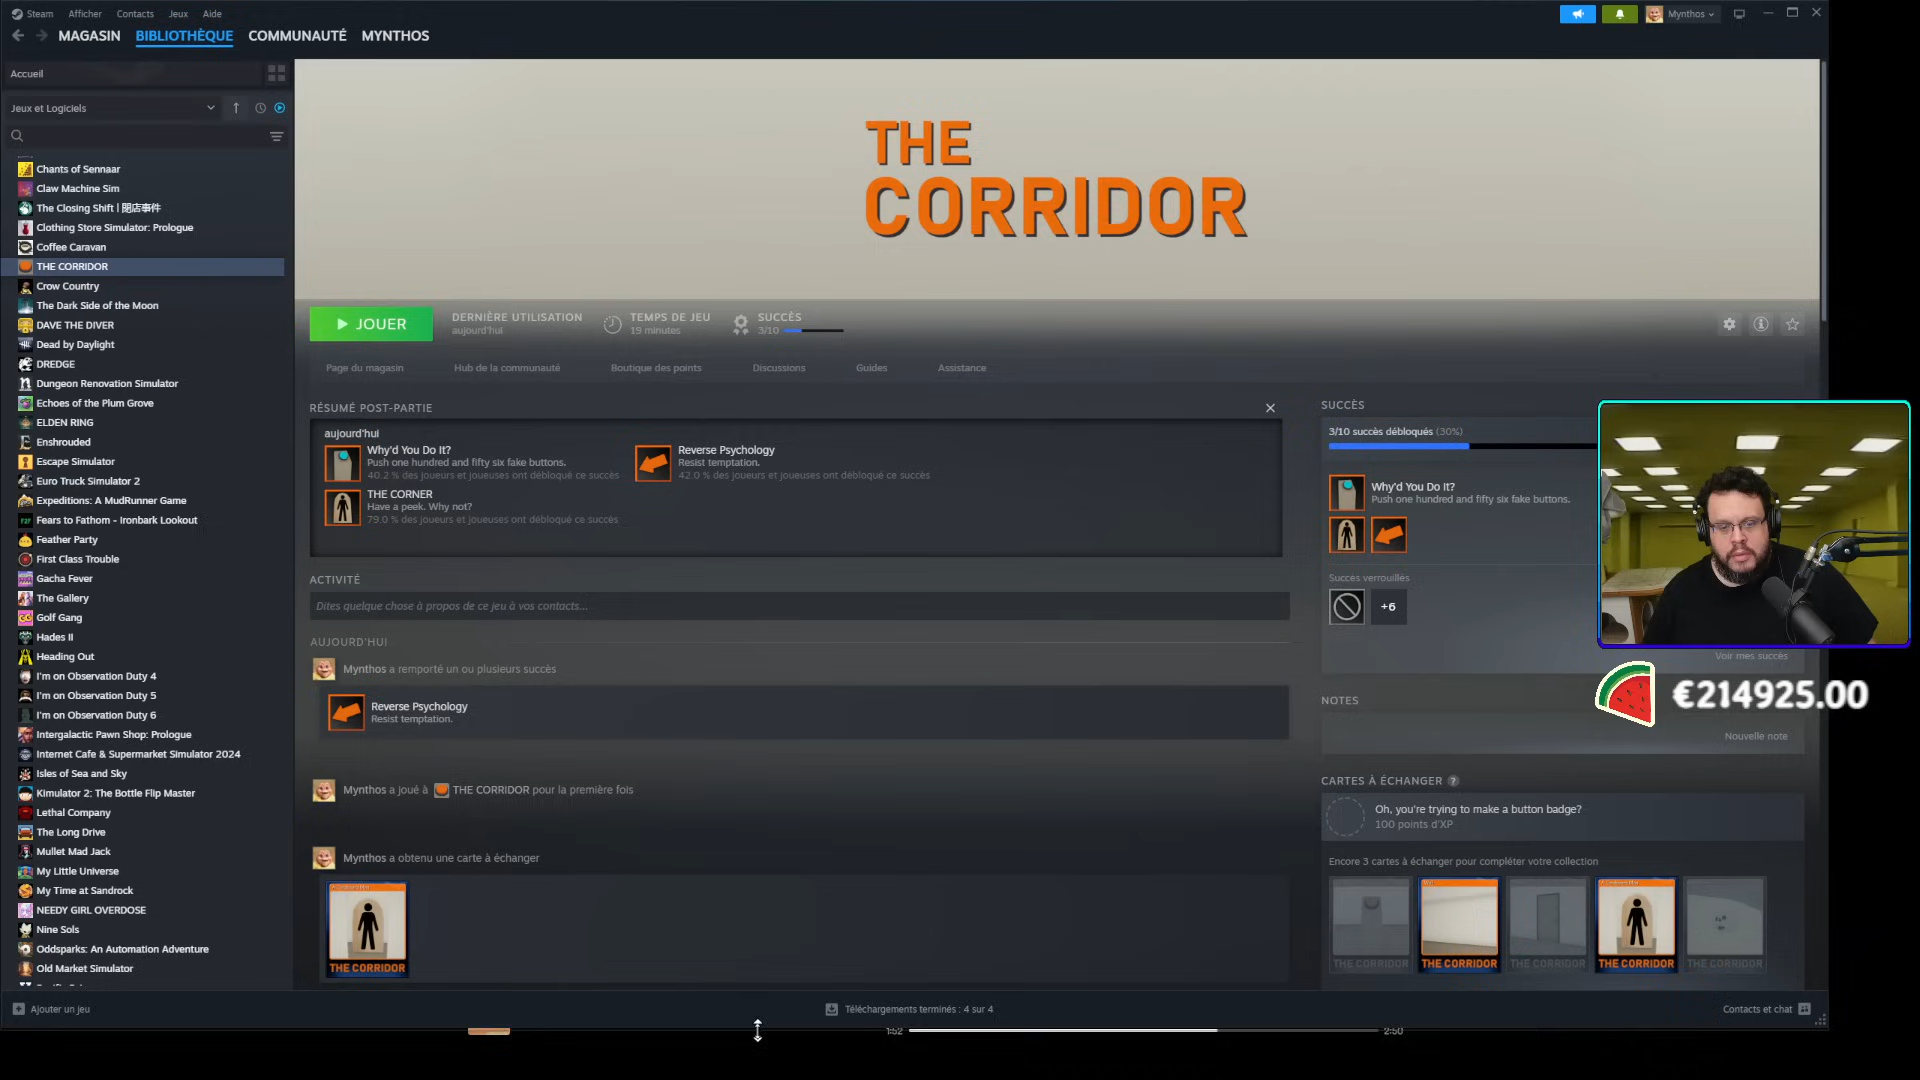 Steam Afficher Contacts Jeux Aide
Mynthos
MAGASIN BIBLIOTHÈQUE COMMUNAUTÉ MYNTHOS
Accueil
Jeux et Logiciels
Chants of Sennaar
Claw Machine Sim
The Closing Shift | 閉店事件
Clothing Store Simulator: Prologue
Coffee Caravan
THE CORRIDOR
Crow Country
The Dark Side of the Moon
DAVE THE DIVER
Dead by Daylight
DREDGE
Dungeon Renovation Simulator
Echoes of the Plum Grove
ELDEN RING
Enshrouded
Escape Simulator
Euro Truck Simulator 2
Expeditions: A MudRunner Game
Fears to Fathom - Ironbark Lookout
Feather Party
First Class Trouble
Gacha Fever
The Gallery
Golf Gang
Hades II
Heading Out
I'm on Observation Duty 4
I'm on Observation Duty 5
I'm on Observation Duty 6
Intergalactic Pawn Shop: Prologue
Internet Cafe & Supermarket Simulator 2024
Isles of Sea and Sky
Kimulator 2: The Bottle Flip Master
Lethal Company
The Long Drive
Mullet Mad Jack
My Little Universe
My Time at Sandrock
NEEDY GIRL OVERDOSE
Nine Sols
Oddsparks: An Automation Adventure
Old Market Simulator
Ajouter un jeu
THE
CORRIDOR
JOUER
DERNIÈRE UTILISATION
aujourd'hui
TEMPS DE JEU
19 minutes
SUCCÈS
3/10
Page du magasin Hub de la communauté Boutique des points Discussions Guides Assistance
RÉSUMÉ POST-PARTIE
aujourd'hui
Why'd You Do It?
Push one hundred and fifty six fake buttons.
40.2 % des joueurs et joueuses ont débloqué ce succès
Reverse Psychology
Resist temptation.
42.0 % des joueurs et joueuses ont débloqué ce succès
THE CORNER
Have a peek. Why not?
79.0 % des joueurs et joueuses ont débloqué ce succès
ACTIVITÉ
Dites quelque chose à propos de ce jeu à vos contacts...
AUJOURD'HUI
Mynthos a remporté un ou plusieurs succès
Reverse Psychology
Resist temptation.
Mynthos a joué à THE CORRIDOR pour la première fois
Mynthos a obtenu une carte à échanger
THE CORRIDOR
SUCCÈS
3/10 succès débloqués (30%)
Why'd You Do It?
Push one hundred and fifty six fake buttons.
Succès verrouillés
+6
Voir mes succès
€214925.00
NOTES
Nouvelle note
CARTES À ÉCHANGER ?
Oh, you're trying to make a button badge?
100 points d'XP
Encore 3 cartes à échanger pour compléter votre collection
THE CORRIDOR THE CORRIDOR THE CORRIDOR THE CORRIDOR THE CORRIDOR
Téléchargements terminés : 4 sur 4
Contacts et chat
1:52 2:50